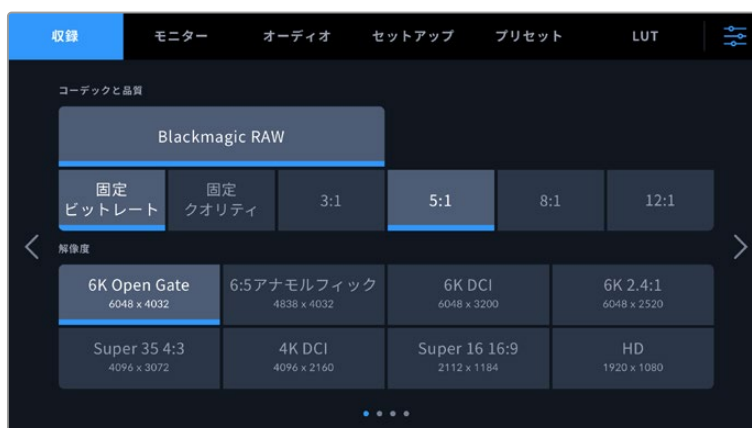 収録 モニター オーディオ セットアップ プリセット LUT
コーデックと品質
Blackmagic RAW
固定 固定
ビットレート クオリティ 3:1 5:1 8:1 12:1
解像度
6K Open Gate 6:5アナモルフィック 6K DCI 6K 2.4:1
6048 x 4032 4838 x 4032 6048 x 3200 6048 x 2520
Super 35 4:3 4K DCI Super 16 16:9 HD
4096 x 3072 4096 x 2160 2112 x 1184 1920 x 1080